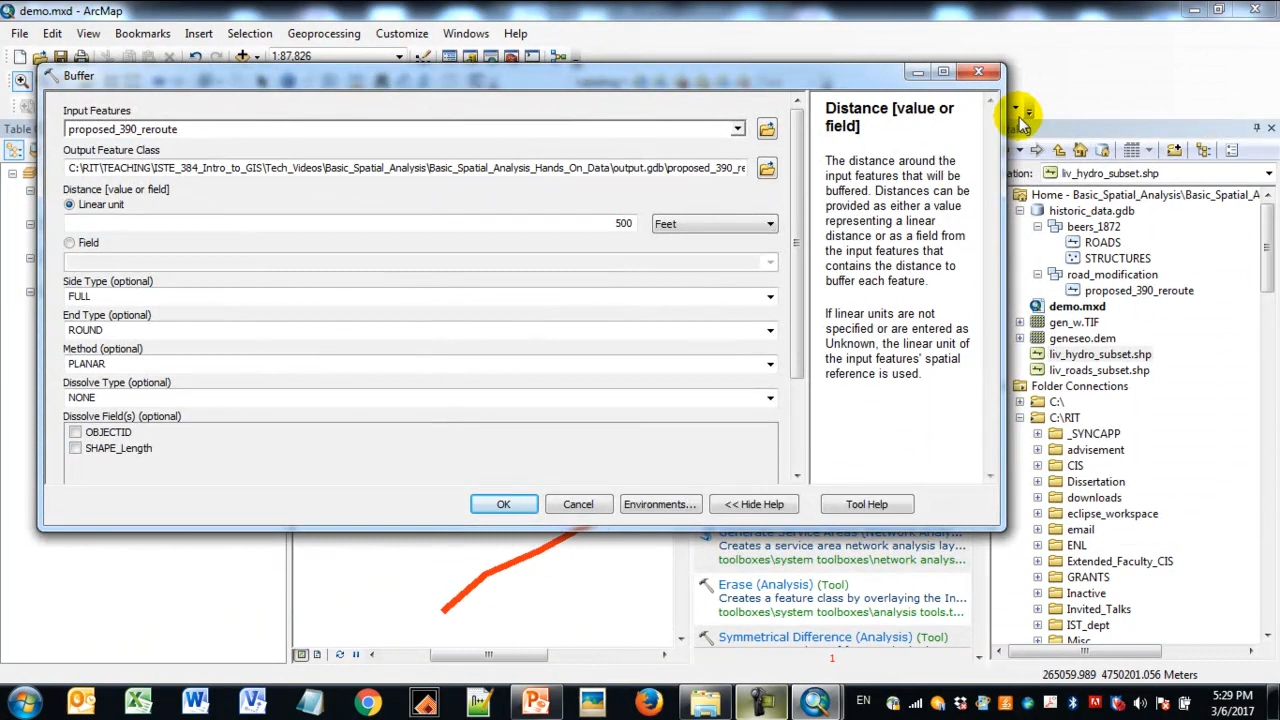 demo.mxd - ArcMap
File Edit View Bookmarks Insert Selection Geoprocessing Customize Windows Help
1:87,826
Buffer
Input Features
proposed_390_reroute
Output Feature Class
C:\RIT\TEACHING\ISTE_384_Intro_to_GIS\Tech_Videos\Basic_Spatial_Analysis\Basic_Spatial_Analysis_Hands_On_Data\output.gdb\proposed_390_re
Distance [value or field]
Linear unit
500 Feet
Field
Side Type (optional)
FULL
End Type (optional)
ROUND
Method (optional)
PLANAR
Dissolve Type (optional)
NONE
Dissolve Field(s) (optional)
OBJECTID
SHAPE_Length
OK Cancel Environments... << Hide Help Tool Help
Distance [value or
field]
The distance around the
input features that will be
buffered. Distances can be
provided as either a value
representing a linear
distance or as a field from
the input features that
contains the distance to
buffer each feature.
If linear units are not
specified or are entered as
Unknown, the linear unit of
the input features' spatial
reference is used.
Table
ation: liv_hydro_subset.shp
Home - Basic_Spatial_Analysis\Basic_Spatial_A
historic_data.gdb
beers_1872
ROADS
STRUCTURES
road_modification
proposed_390_reroute
demo.mxd
gen_w.TIF
geneseo.dem
liv_hydro_subset.shp
liv_roads_subset.shp
Folder Connections
C:\
C:\RIT
_SYNCAPP
advisement
CIS
Dissertation
downloads
eclipse_workspace
email
ENL
Extended_Faculty_CIS
GRANTS
Inactive
Invited_Talks
IST_dept
Misc
Generate Service Areas (Network Analy...
Creates a service area network analysis lay...
toolboxes\system toolboxes\network analys...
Erase (Analysis) (Tool)
Creates a feature class by overlaying the In...
toolboxes\system toolboxes\analysis tools.t...
Symmetrical Difference (Analysis) (Tool)
1
265059.989 4750201.056 Meters
EN
5:29 PM
3/6/2017